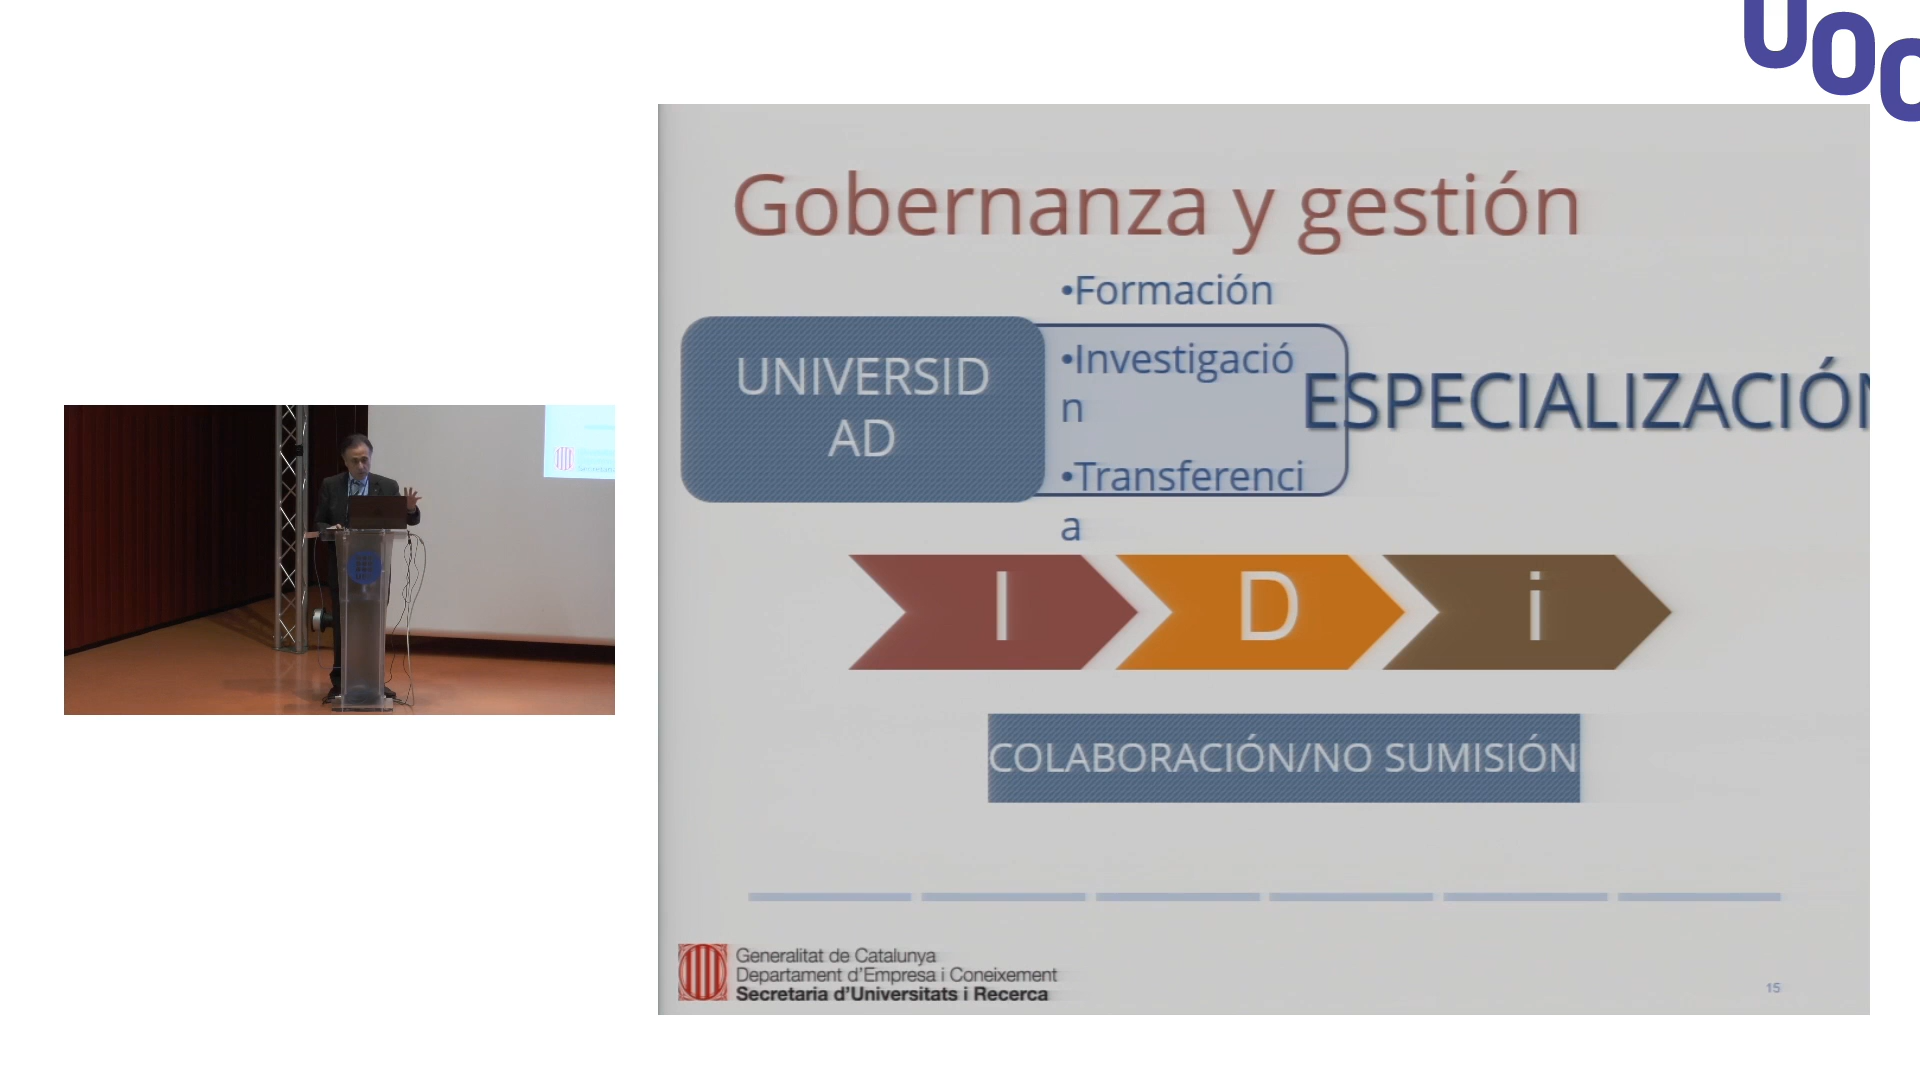 UOC
Gobernanza y gestión
•Formación
UNIVERSID
AD
•Investigació
n
•Transferenci
a
ESPECIALIZACIÓN
I D i
COLABORACIÓN/NO SUMISIÓN
Generalitat de Catalunya
Departament d'Empresa i Coneixement
Secretaria d'Universitats i Recerca
15